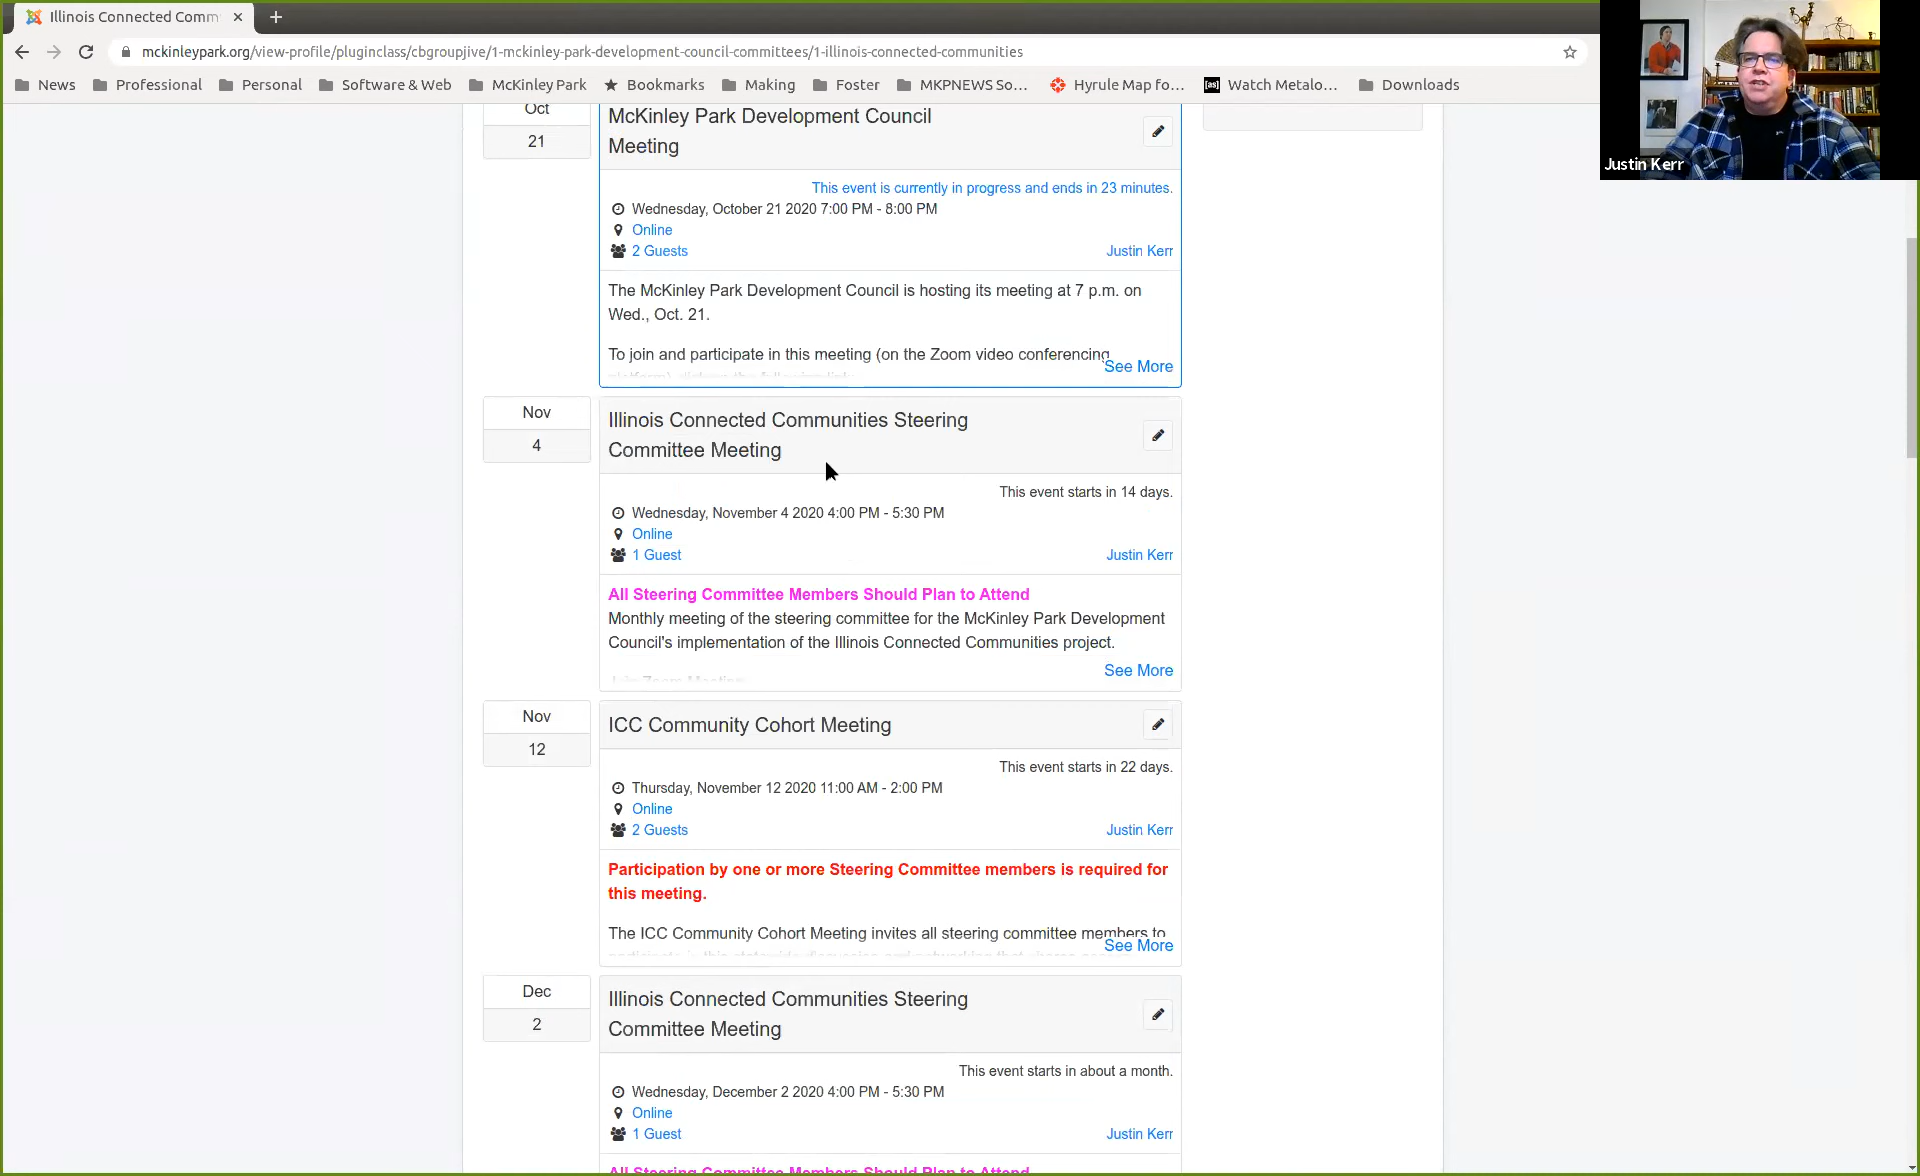 Illinois Connected Comm
mckinleypark.org/view-profile/pluginclass/cbgroupjive/1-mckinley-park-development-council-committees/1-illinois-connected-communities
News Professional Personal Software & Web McKinley Park Bookmarks Making Foster MKPNEWS So... Hyrule Map fo... [as] Watch Metalo... Downloads
Justin Kerr
Oct
21
McKinley Park Development Council
Meeting
This event is currently in progress and ends in 23 minutes.
Wednesday, October 21 2020 7:00 PM - 8:00 PM
Online
2 Guests Justin Kerr
The McKinley Park Development Council is hosting its meeting at 7 p.m. on
Wed., Oct. 21.
To join and participate in this meeting (on the Zoom video conferencing
See More
Nov
4
Illinois Connected Communities Steering
Committee Meeting
This event starts in 14 days.
Wednesday, November 4 2020 4:00 PM - 5:30 PM
Online
1 Guest Justin Kerr
All Steering Committee Members Should Plan to Attend
Monthly meeting of the steering committee for the McKinley Park Development
Council's implementation of the Illinois Connected Communities project.
See More
Join Zoom Meeting
Nov
12
ICC Community Cohort Meeting
This event starts in 22 days.
Thursday, November 12 2020 11:00 AM - 2:00 PM
Online
2 Guests Justin Kerr
Participation by one or more Steering Committee members is required for
this meeting.
The ICC Community Cohort Meeting invites all steering committee members to
See More
Dec
2
Illinois Connected Communities Steering
Committee Meeting
This event starts in about a month.
Wednesday, December 2 2020 4:00 PM - 5:30 PM
Online
1 Guest Justin Kerr
All Steering Committee Members Should Plan to Attend